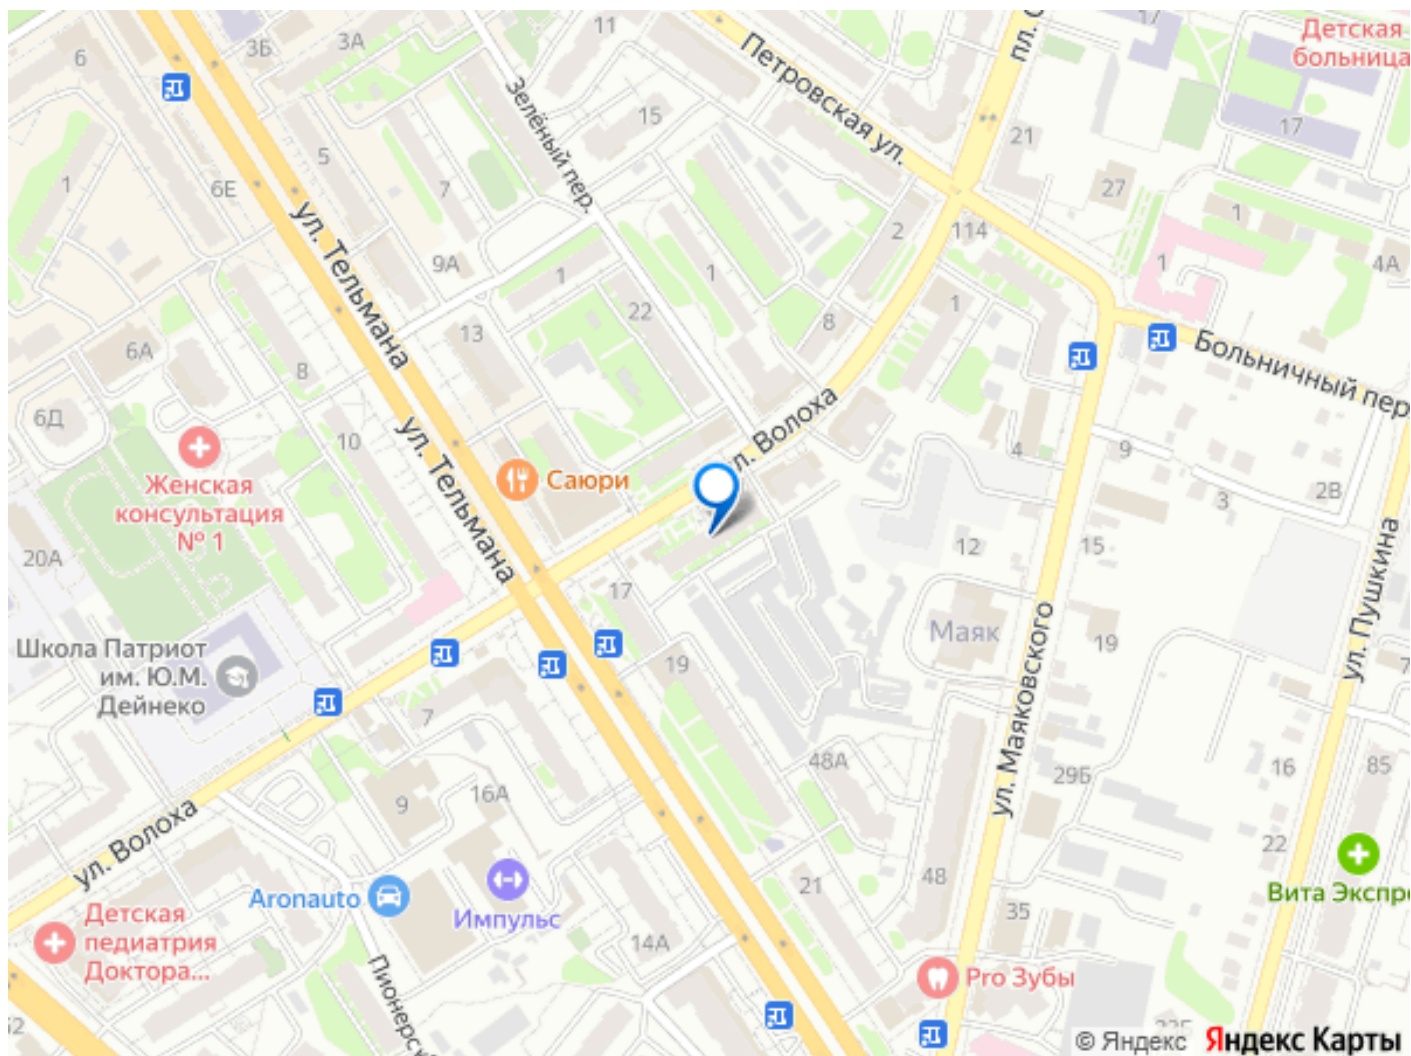 6
3Б
3А
11
17
Детская
больница
пл.
Петровская ул.
Зелёный пер.
15
21
17
5
7
1
6Е
27
1
2
114
ул. Тельмана
9А
1
1
1
4А
22
8
1
13
6А
8
Больничный пер
6Д
10
ул. Тельмана
л. Волоха
4
9
Женская
консультация
№ 1
Саюри
3
2В
20А
12
15
17
ул. Пушкина
Школа Патриот
им. Ю.М.
Дейнеко
Маяк
19
19
7
7
ул. Маяковского
48А
29Б
16
85
9
16А
ул. Волоха
22
48
21
Aronauto
Импульс
Вита Экспре
35
Детская
педиатрия
Доктора...
14А
Пионерск
Pro Зубы
© Яндекс
Яндекс Карты